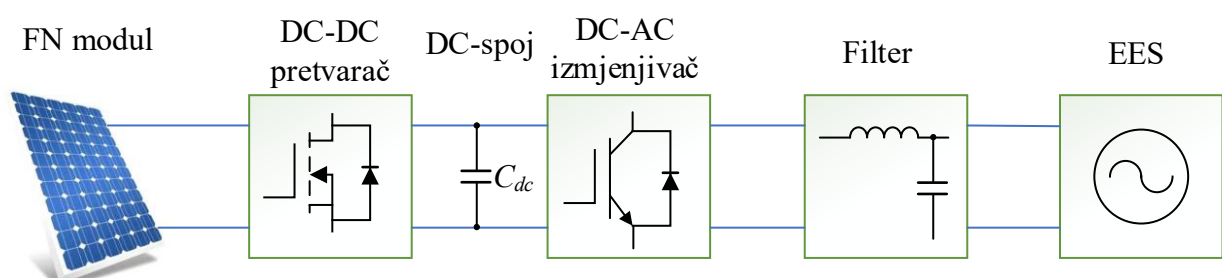 FN modul
DC-DC
pretvarač
DC-spoj
DC-AC
izmjenjivač
Filter
EES
Cdc